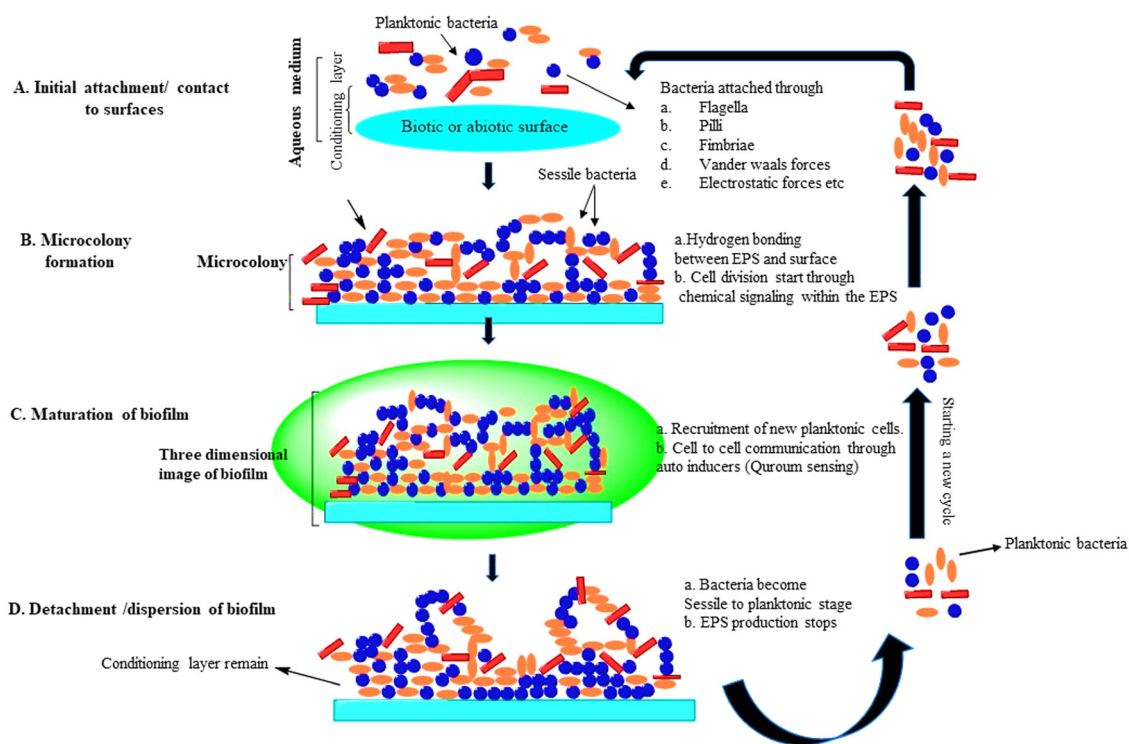 Planktonic bacteria
A. Initial attachment/ contact
to surfaces
Aqueous medium
Conditioning layer
Biotic or abiotic surface
Bacteria attached through
a. Flagella
b. Pilli
c. Fimbriae
d. Vander waals forces
e. Electrostatic forces etc
Sessile bacteria
B. Microcolony
formation
Microcolony
a.Hydrogen bonding
between EPS and surface
b. Cell division start through
chemical signaling within the EPS
C. Maturation of biofilm
Three dimensional
image of biofilm
a. Recruitment of new planktonic cells.
b. Cell to cell communication through
auto inducers (Quroum sensing)
Starting a new
cycle
Planktonic bacteria
D. Detachment /dispersion of biofilm
a. Bacteria become
Sessile to planktonic stage
b. EPS production stops
Conditioning layer remain